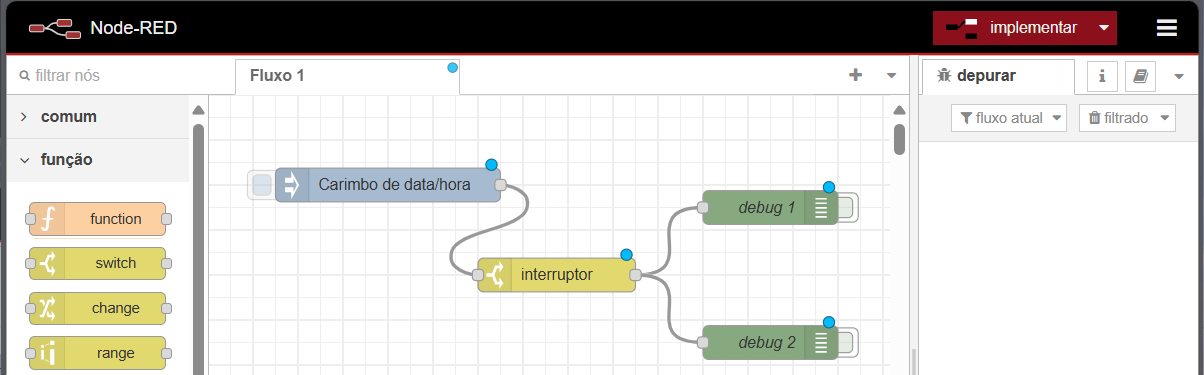 Node-RED
implementar
filtrar nós
Fluxo 1
depurar
comum
fluxo atual
filtrado
função
Carimbo de data/hora
function
debug 1
switch
interruptor
change
debug 2
range